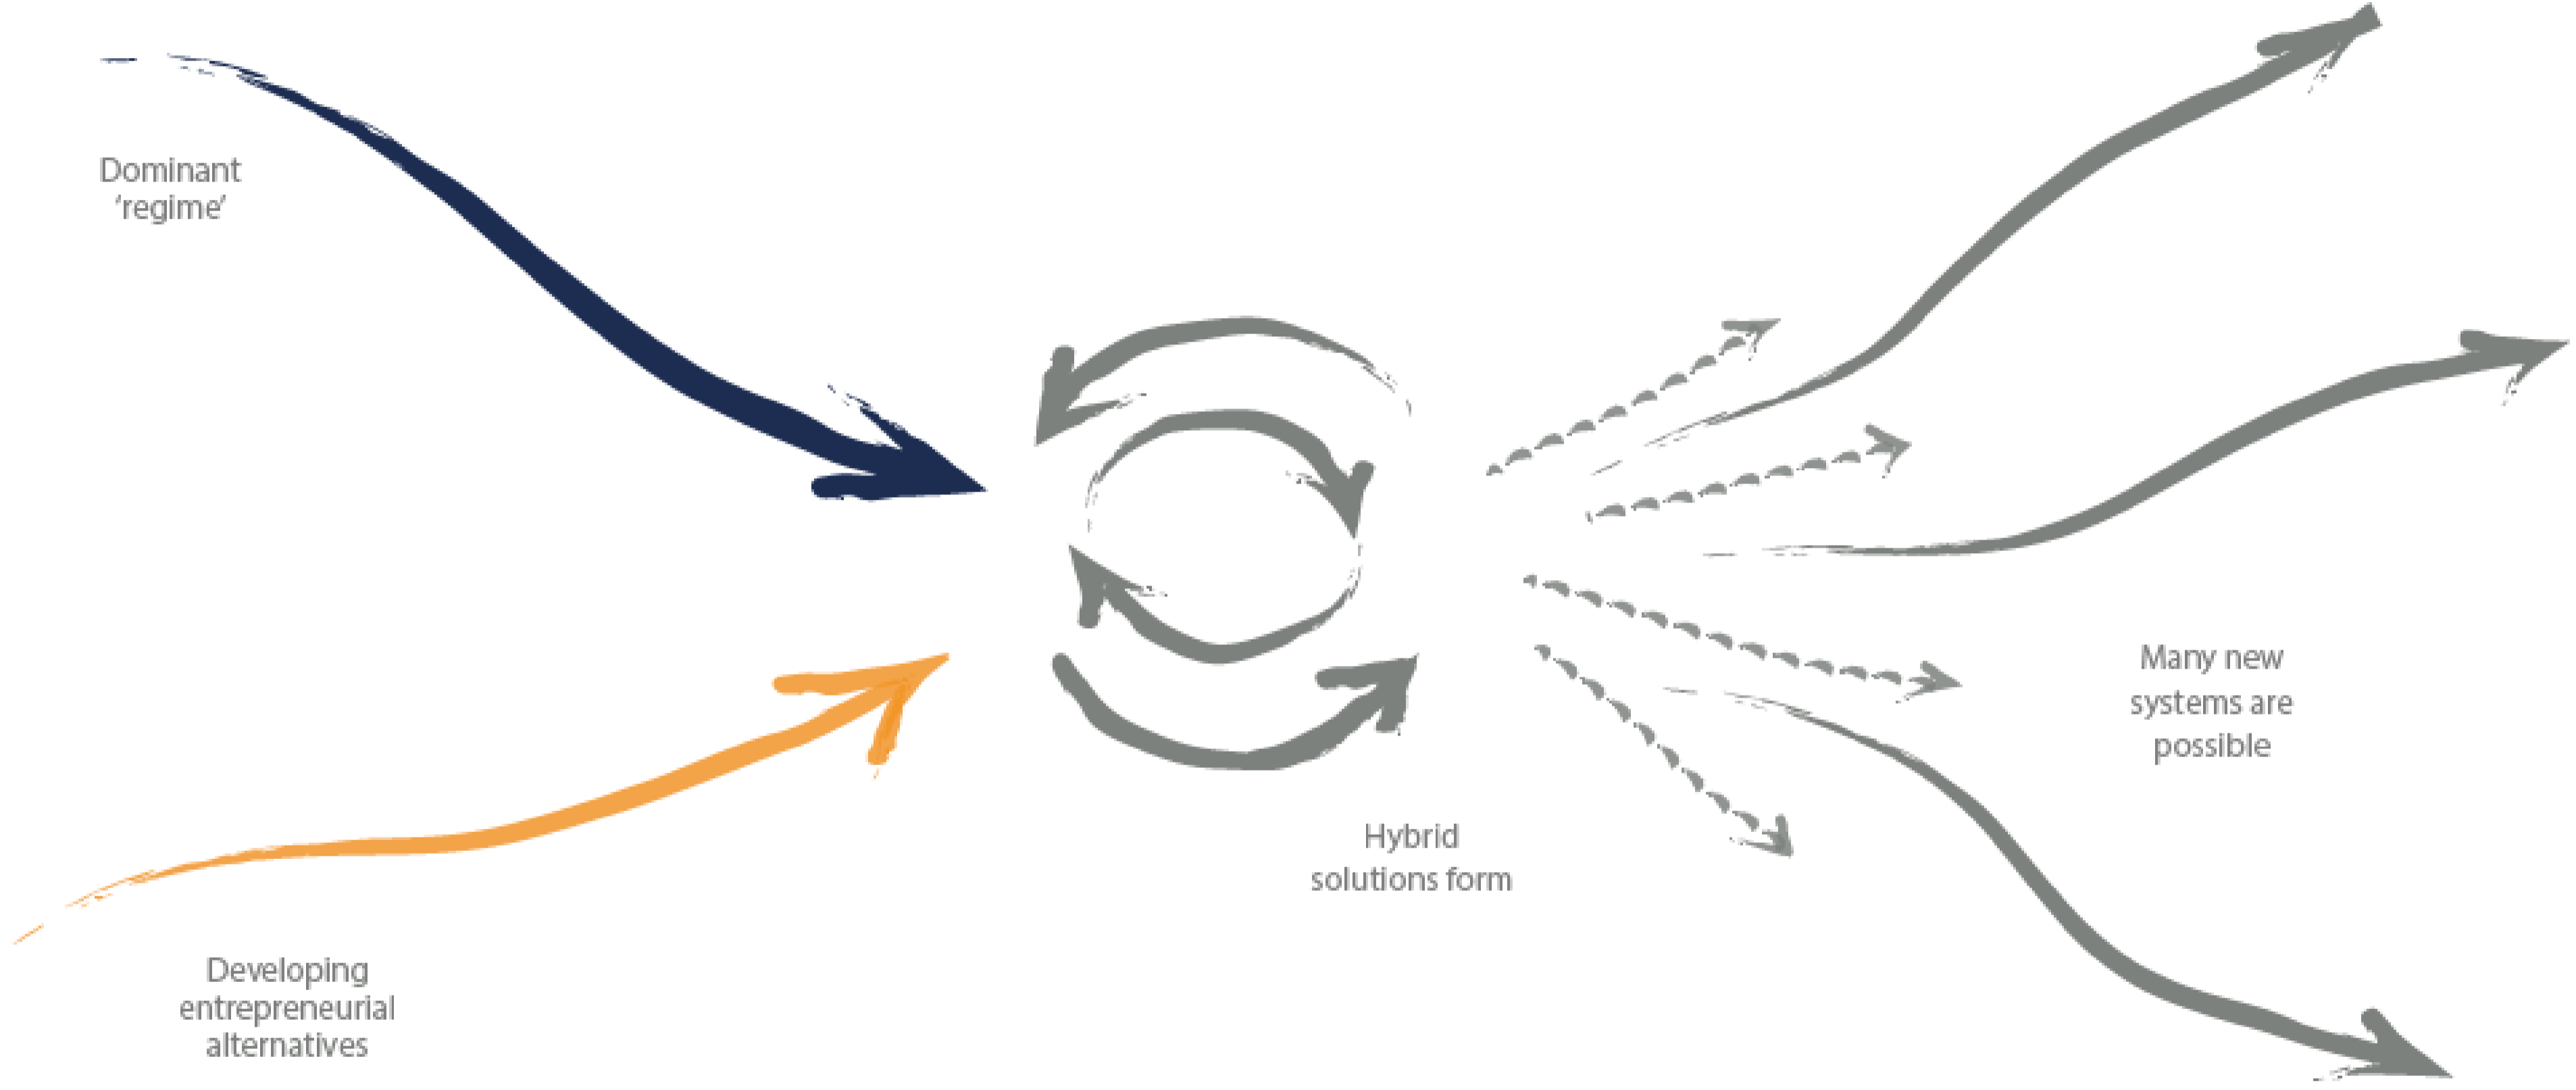 Dominant
‘regime’
Developing
entrepreneurial
alternatives
Hybrid
solutions form
Many new
systems are
possible